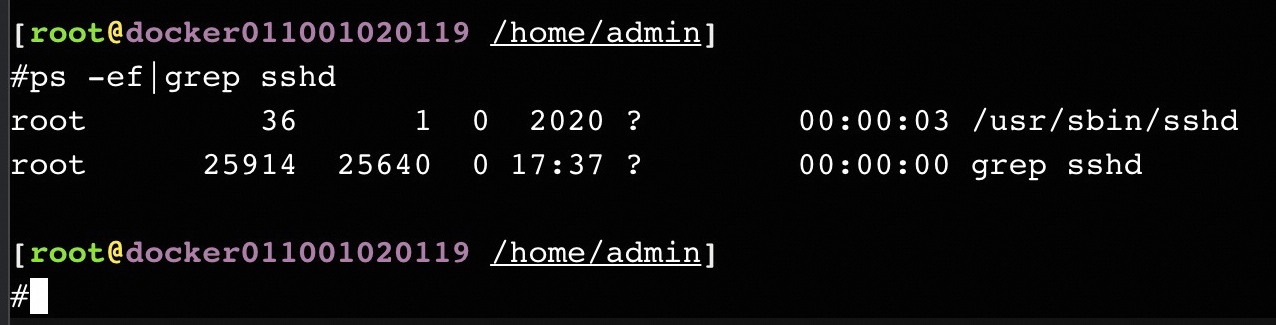 [root@docker011001020119 /home/admin]
#ps -ef|grep sshd
root         36      1  0  2020 ?        00:00:03 /usr/sbin/sshd
root      25914  25640  0 17:37 ?        00:00:00 grep sshd
[root@docker011001020119 /home/admin]
#